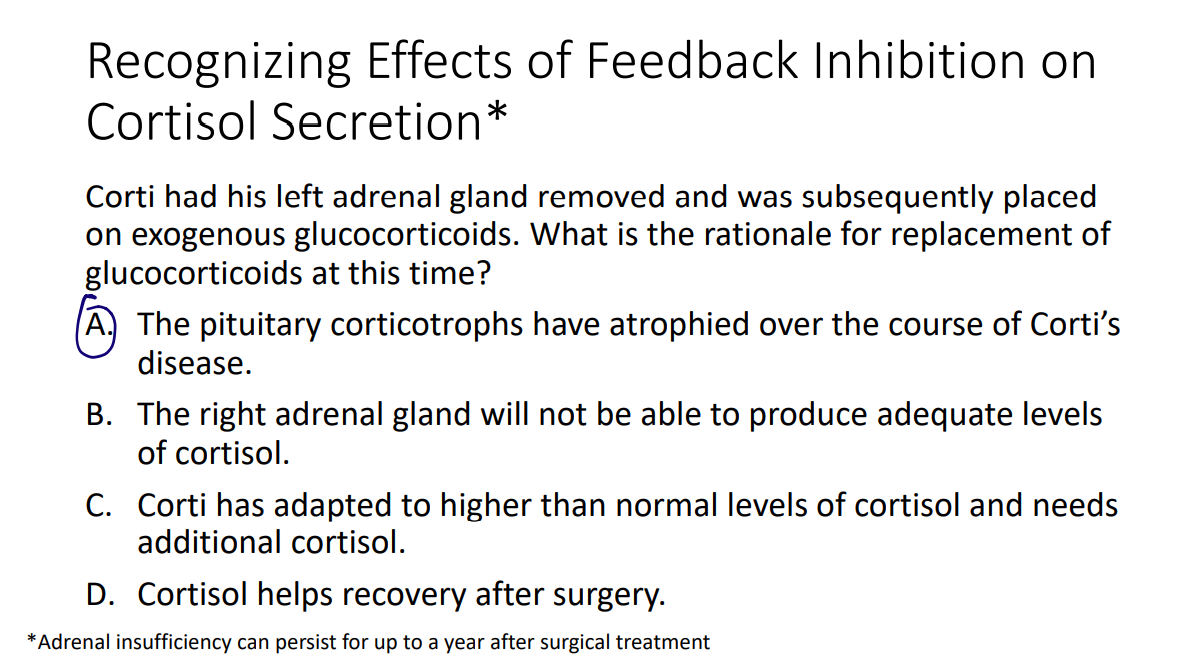 Recognizing Effects of Feedback Inhibition on
Cortisol Secretion*
Corti had his left adrenal gland removed and was subsequently placed
on exogenous glucocorticoids. What is the rationale for replacement of
glucocorticoids at this time?
A. The pituitary corticotrophs have atrophied over the course of Corti’s
disease.
B. The right adrenal gland will not be able to produce adequate levels
of cortisol.
C. Corti has adapted to higher than normal levels of cortisol and needs
additional cortisol.
D. Cortisol helps recovery after surgery.
*Adrenal insufficiency can persist for up to a year after surgical treatment